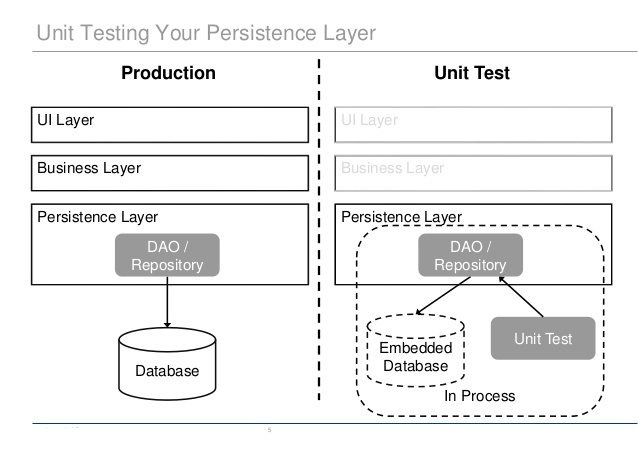 Unit Testing Your Persistence Layer
Production
Unit Test
UI Layer
Business Layer
Persistence Layer
DAO /
Repository
Database
UI Layer
Business Layer
Persistence Layer
DAO /
Repository
Embedded
Database
Unit Test
In Process